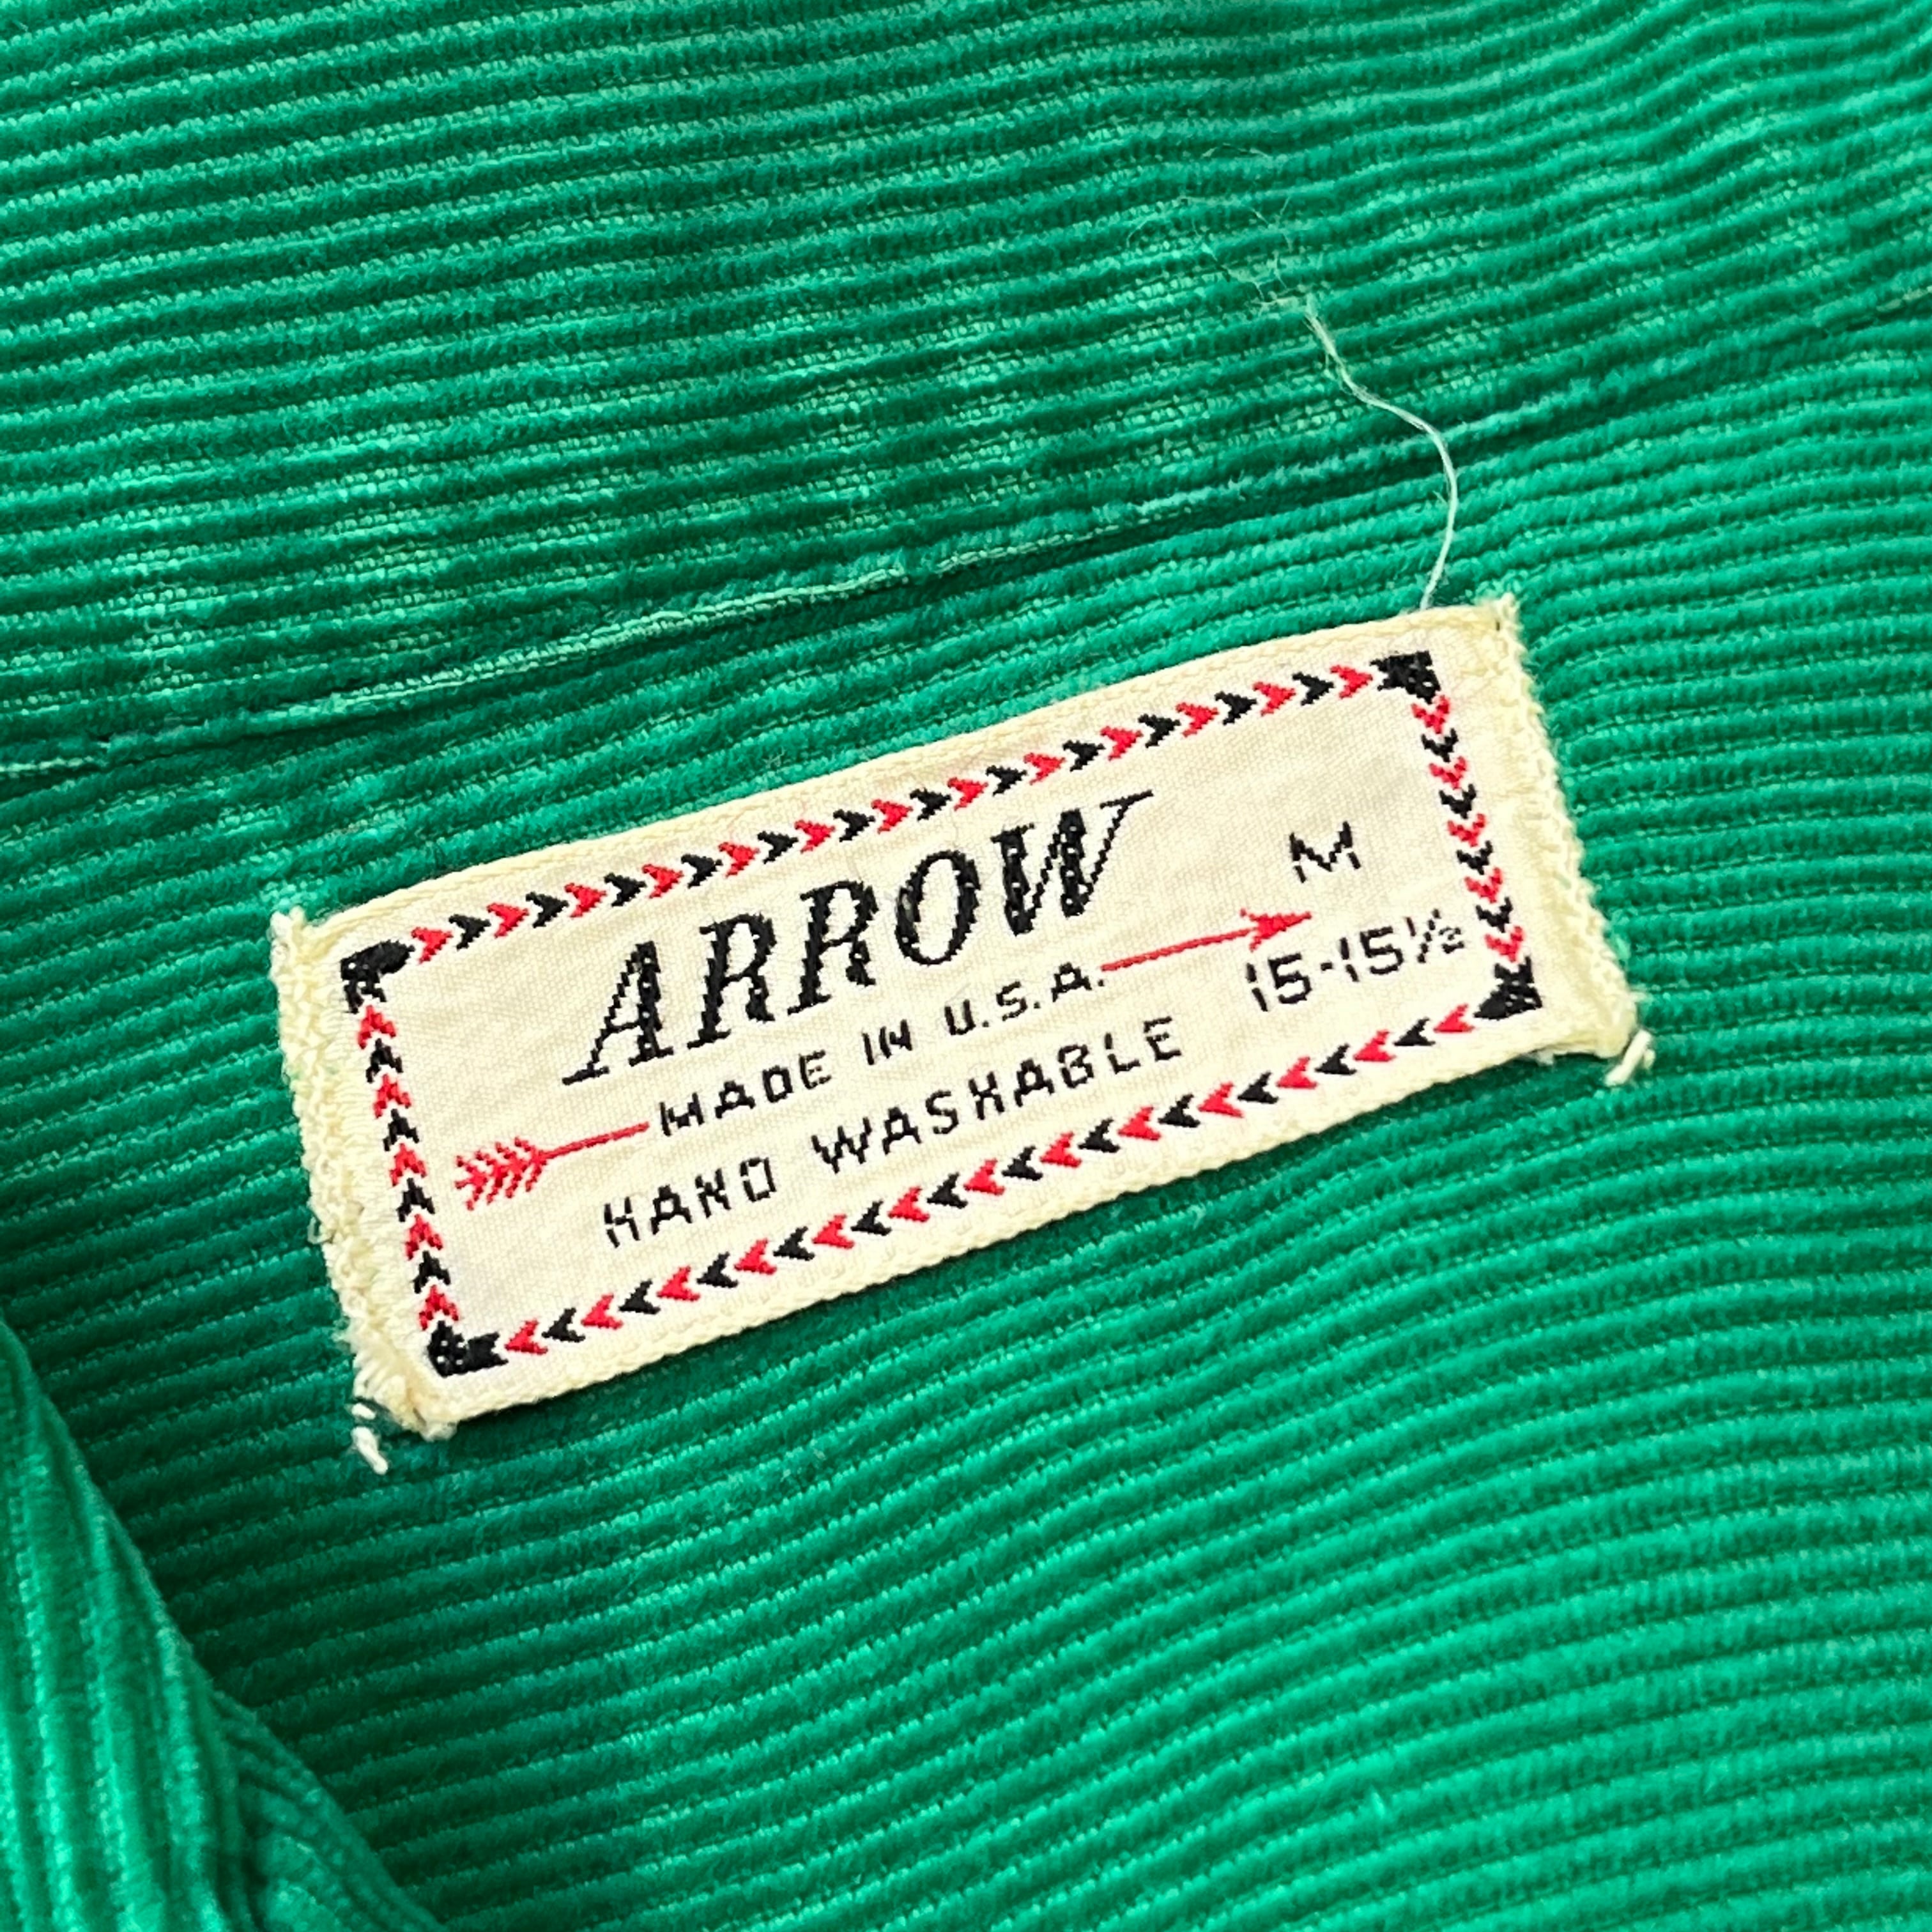 ARROW
M
MADE IN U.S.A.
15-15½
HAND WASHABLE